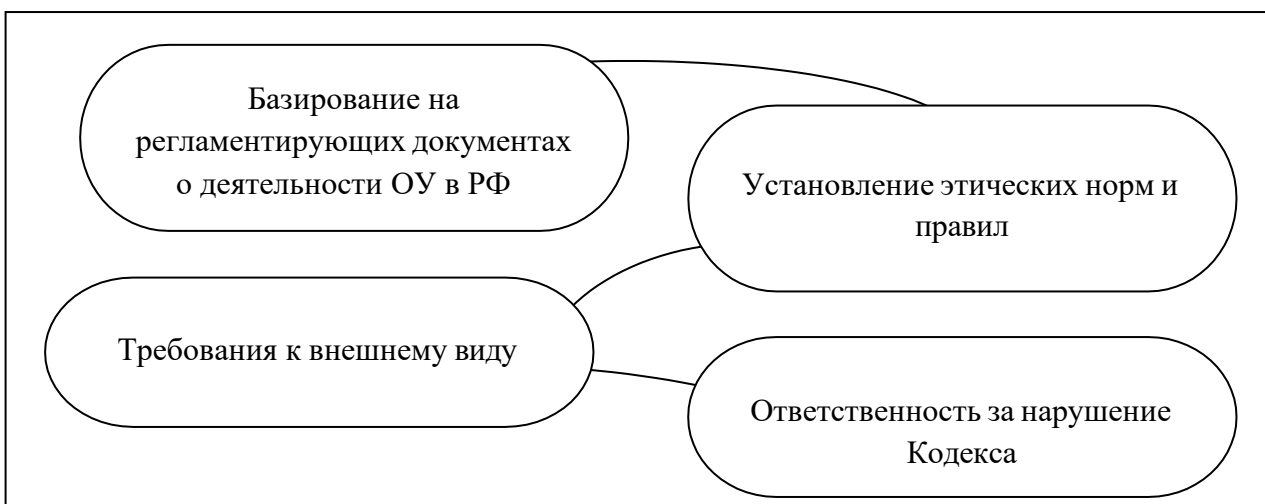 Базирование на
регламентирующих документах
о деятельности ОУ в РФ
Установление этических норм и
правил
Требования к внешнему виду
Ответственность за нарушение
Кодекса